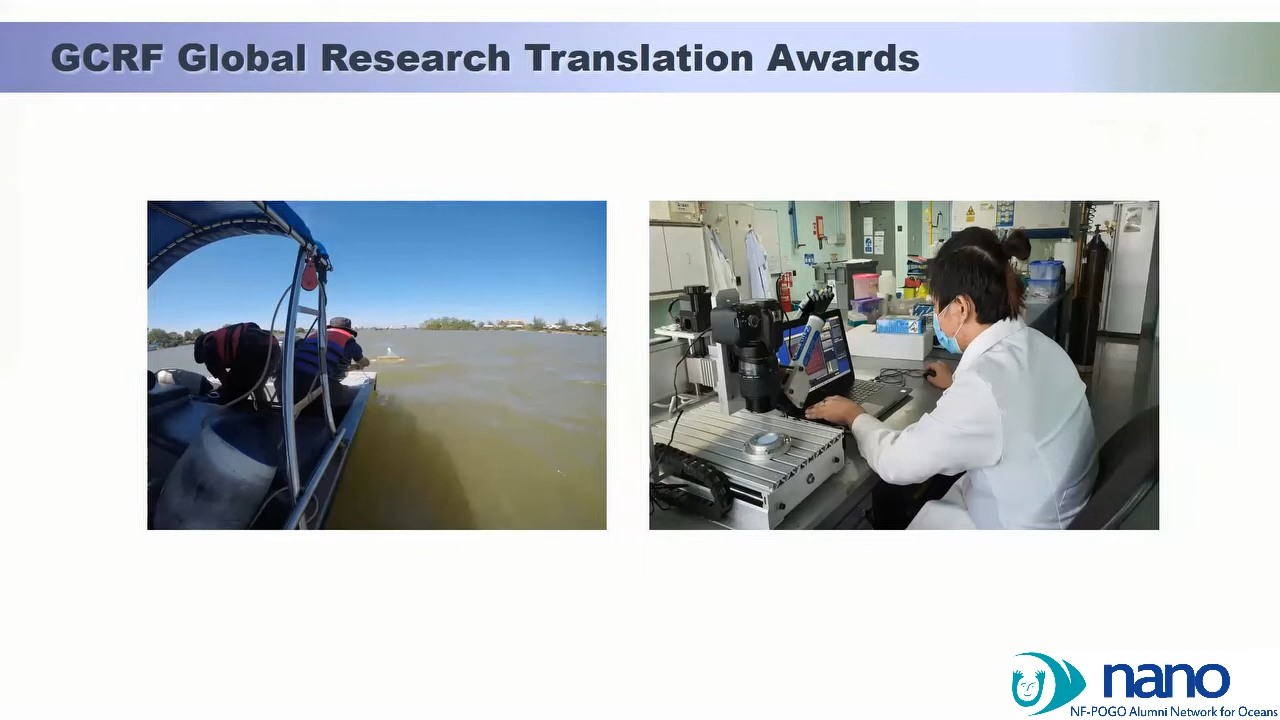 GCRF Global Research Translation Awards
nano
NF-POGO Alumni Network for Oceans